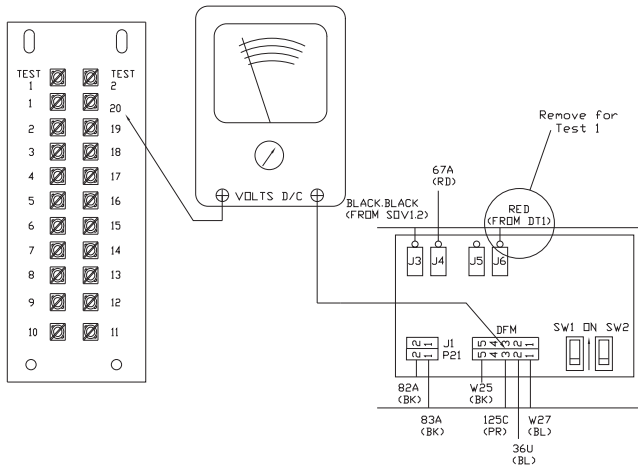 TEST 1
TEST 2
1 20
2 19
3 18
4 17
5 16
6 15
7 14
8 13
9 12
10 11
VOLTS D/C
Remove for
Test 1
67A
(RD)
BLACK.BLACK
(FROM SOV1.2)
RED
(FROM DT1)
J3 J4 J5 J6
DFM
SW1 ON SW2
2 1 J1
2 1 P21
5 4 3 2 1
5 4 3 2 1
82A
(BK)
W25
(BK)
83A
(BK)
125C
(PR)
W27
(BL)
36U
(BL)